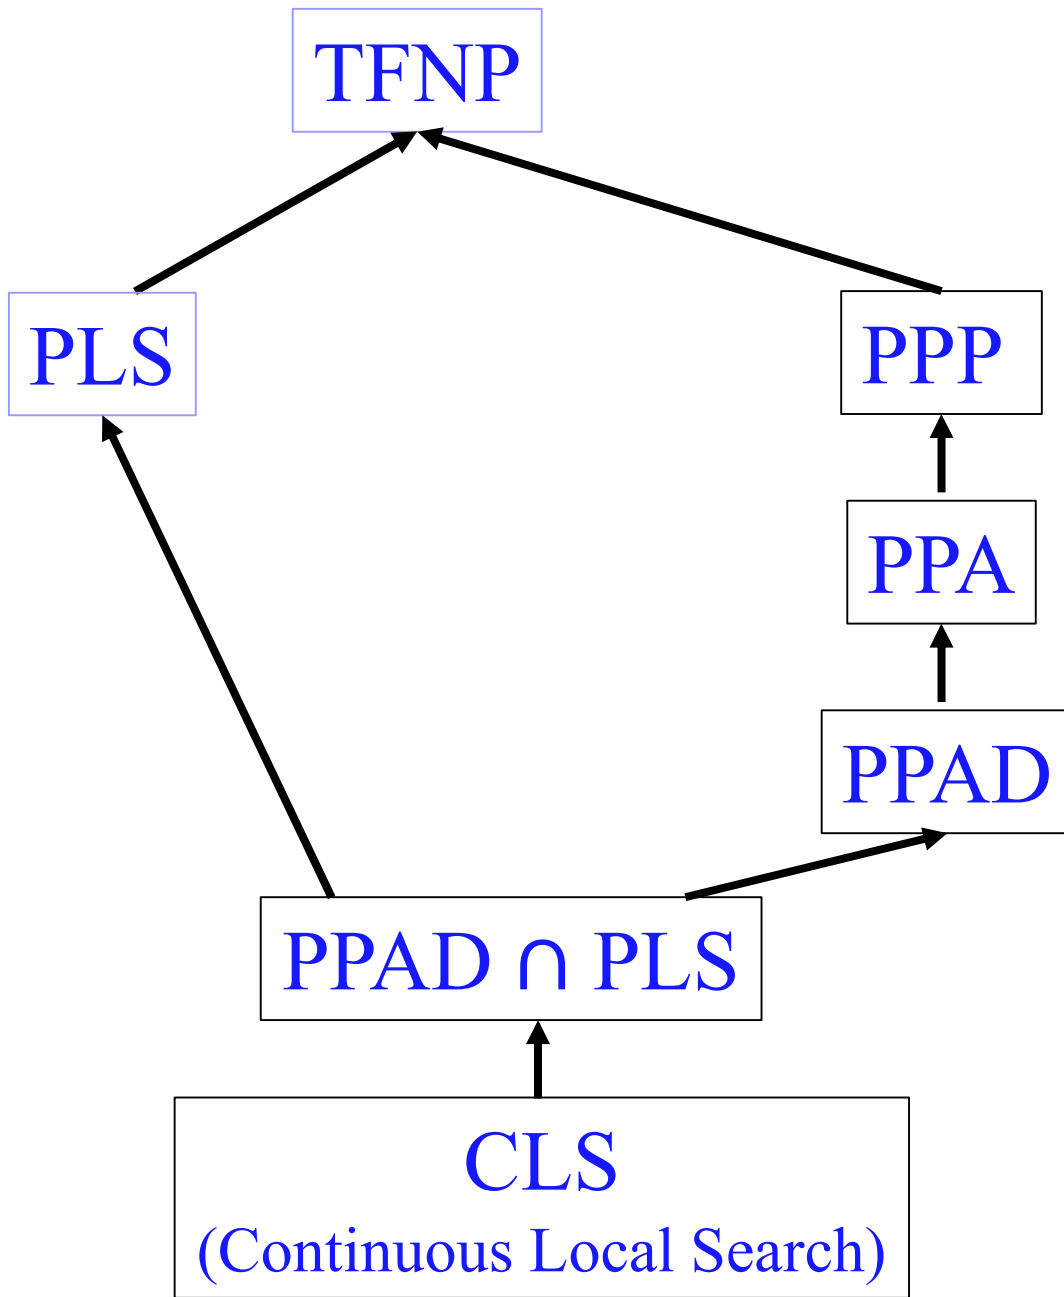 TFNP
PLS
PPP
PPA
PPAD
PPAD ∩ PLS
CLS
(Continuous Local Search)